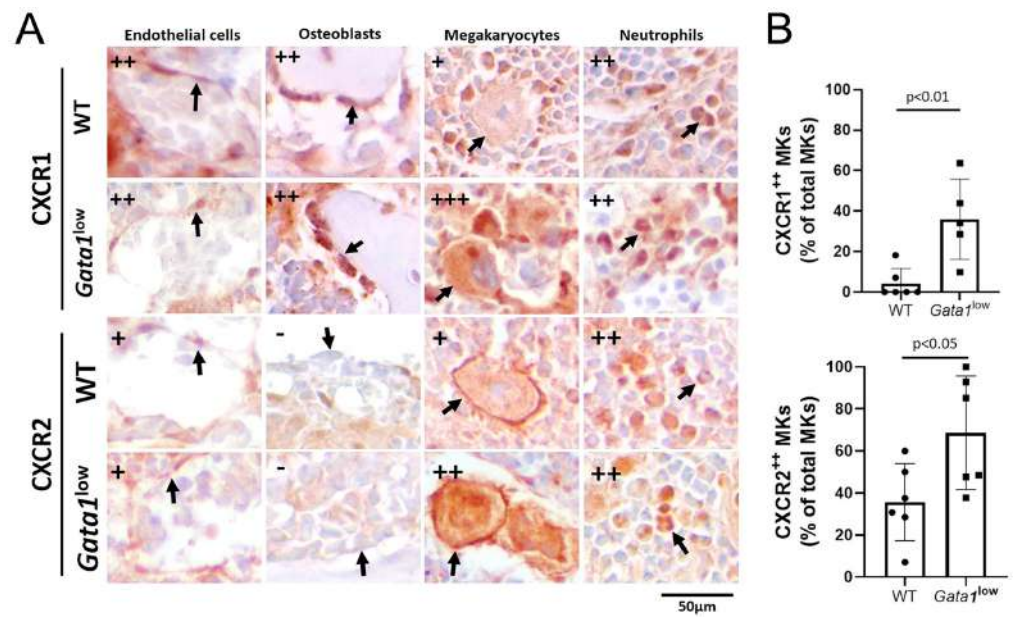 A
Endothelial cells Osteoblasts Megakaryocytes Neutrophils
CXCR1
WT
++ ++ + ++
Gata1low
++ ++ +++ ++
CXCR2
WT
+ - + ++
Gata1low
+ - ++ ++
50µm
B
p<0.01
CXCR1++ MKs
(% of total MKs)
100
80
60
40
20
0
WT Gata1low
p<0.05
CXCR2++ MKs
(% of total MKs)
100
80
60
40
20
0
WT Gata1low